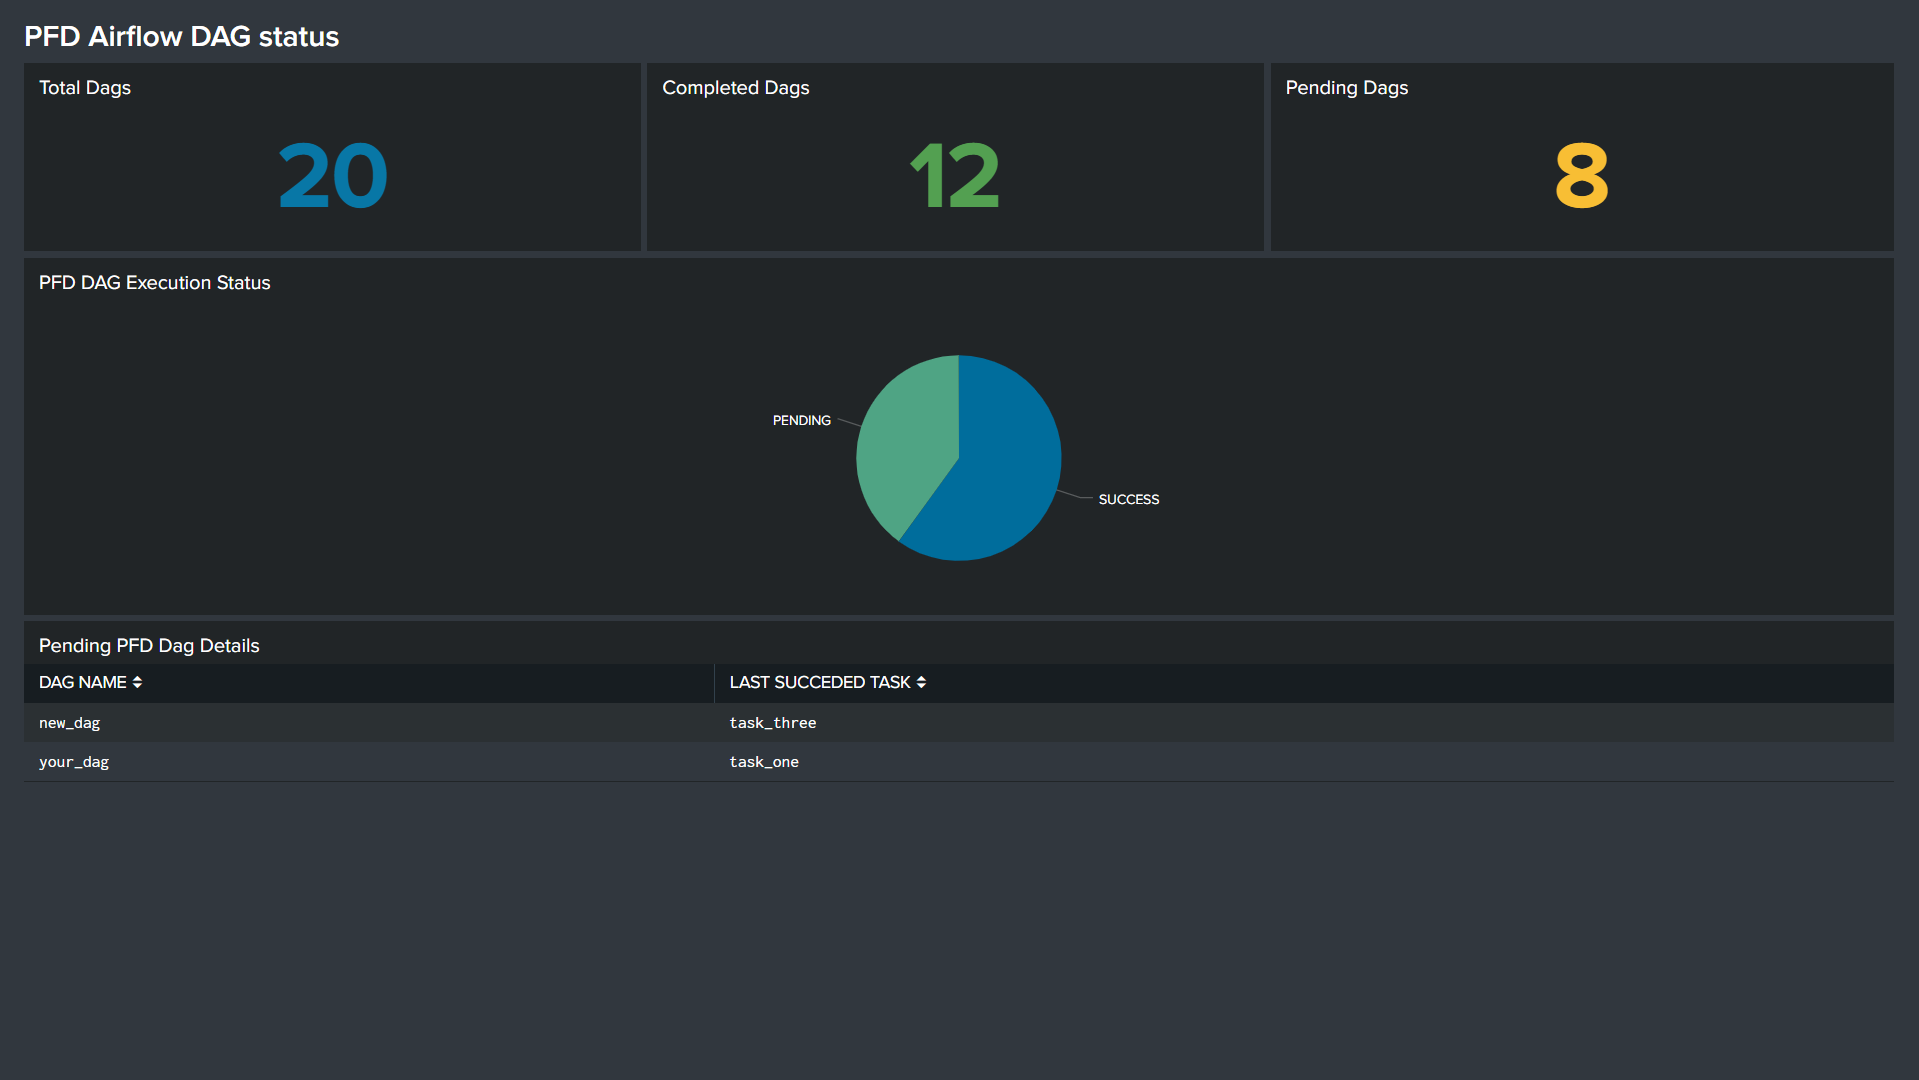 PFD Airflow DAG status
Total Dags
20
Completed Dags
12
Pending Dags
8
PFD DAG Execution Status
PENDING
SUCCESS
Pending PFD Dag Details
DAG NAME LAST SUCCEDED TASK
new_dag task_three
your_dag task_one